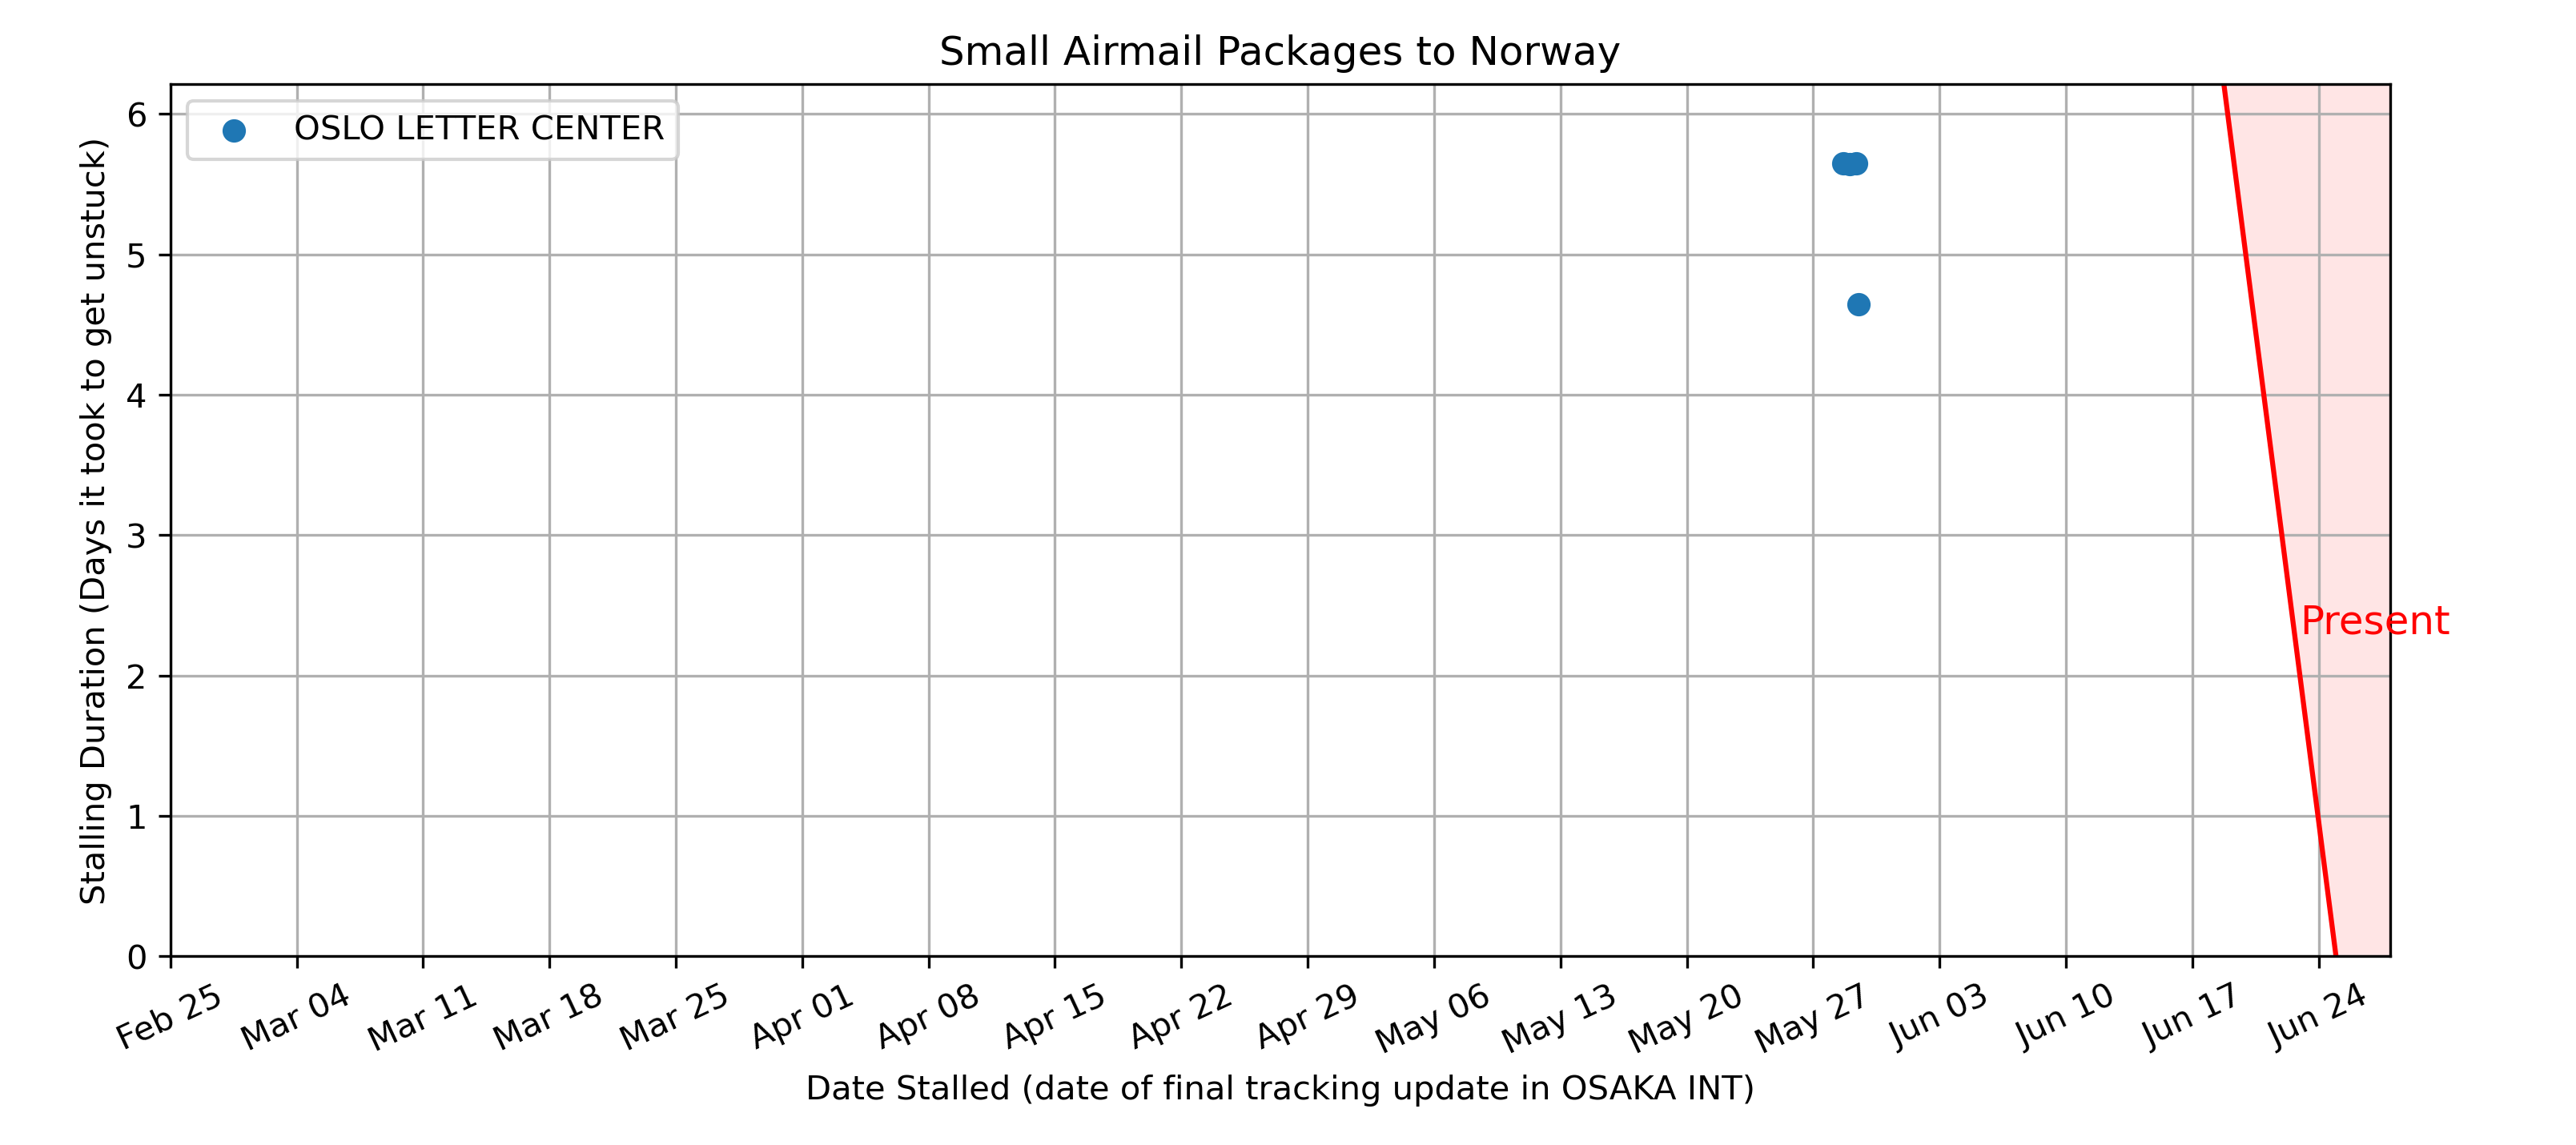 Small Airmail Packages to Norway
OSLO LETTER CENTER
Stalling Duration (Days it took to get unstuck)
6
5
4
3
2
1
0
Present
Feb 25
Mar 04
Mar 11
Mar 18
Mar 25
Apr 01
Apr 08
Apr 15
Apr 22
Apr 29
May 06
May 13
May 20
May 27
Jun 03
Jun 10
Jun 17
Jun 24
Date Stalled (date of final tracking update in OSAKA INT)